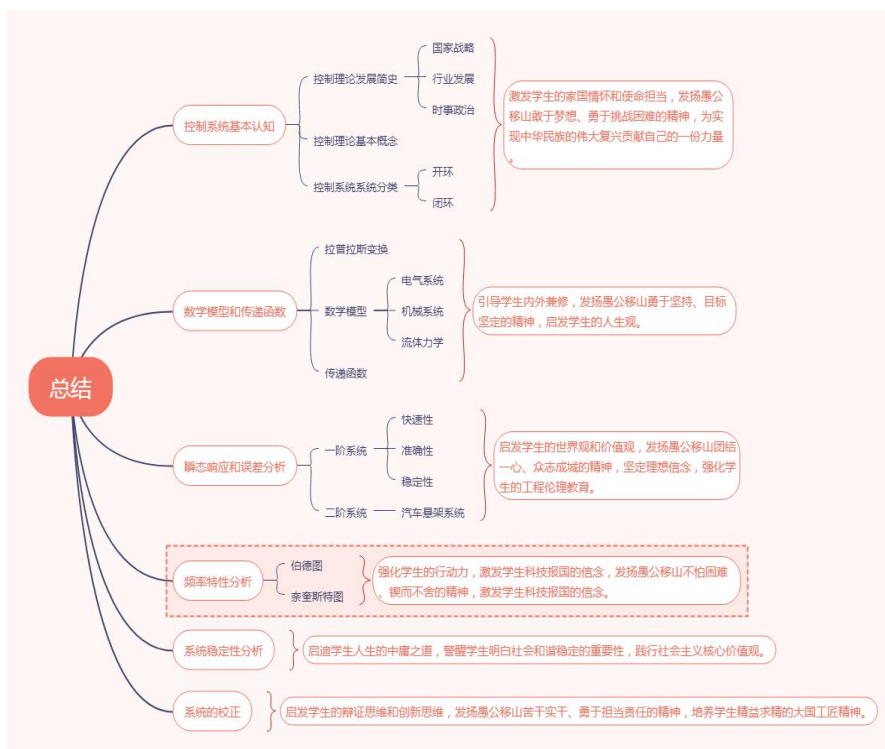 总结
控制系统基本认知
控制理论发展简史
国家战略
行业发展
时事政治
控制理论基本概念
控制系统系统分类
开环
闭环
激发学生的家国情怀和使命担当，发扬愚公
移山敢于梦想、勇于挑战困难的精神，为实
现中华民族的伟大复兴贡献自己的一份力量
。
数学模型和传递函数
拉普拉斯变换
数学模型
电气系统
机械系统
流体力学
传递函数
引导学生内外兼修，发扬愚公移山勇于坚持、目标
坚定的精神，启发学生的人生观。
瞬态响应和误差分析
一阶系统
快速性
准确性
稳定性
二阶系统
汽车悬架系统
启发学生的世界观和价值观，发扬愚公移山团结
一心、众志成城的精神，坚定理想信念，强化学
生的工程伦理教育。
频率特性分析
伯德图
奈奎斯特图
强化学生的行动力，激发学生科技报国的信念，发扬愚公移山不怕困难
、锲而不舍的精神，激发学生科技报国的信念。
系统稳定性分析
启迪学生人生的中庸之道，警醒学生明白社会和谐稳定的重要性，践行社会主义核心价值观。
系统的校正
启发学生的辩证思维和创新思维，发扬愚公移山苦干实干、勇于担当责任的精神，培养学生精益求精的大国工匠精神。